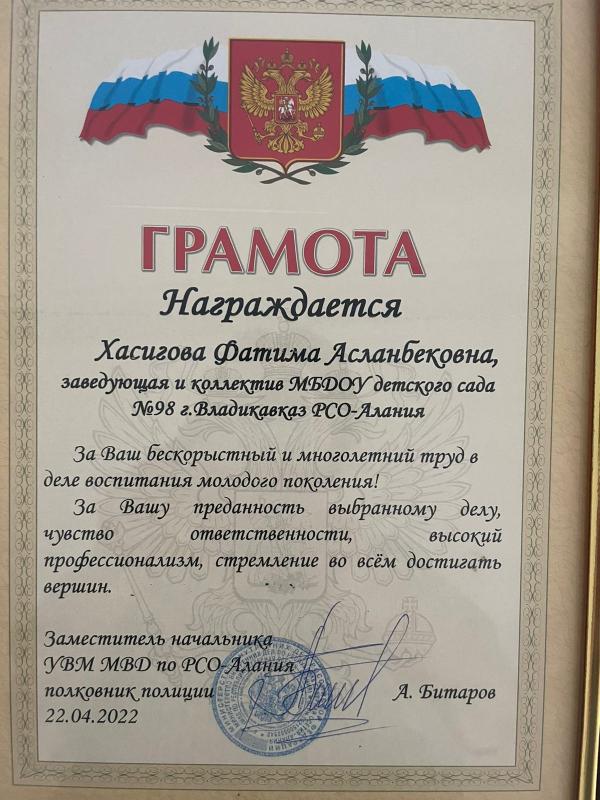 ГРАМОТА
Награждается
Хасигова Фатима Асланбековна,
заведующая и коллектив МБДОУ детского сада
№98 г.Владикавказ РСО-Алания
За Ваш бескорыстный и многолетний труд в
деле воспитания молодого поколения!
За Вашу преданность выбранному делу,
чувство ответственности, высокий
профессионализм, стремление во всём достигать
вершин.
Заместитель начальника
УВМ МВД по РСО-Алания
полковник полиции А. Битаров
22.04.2022